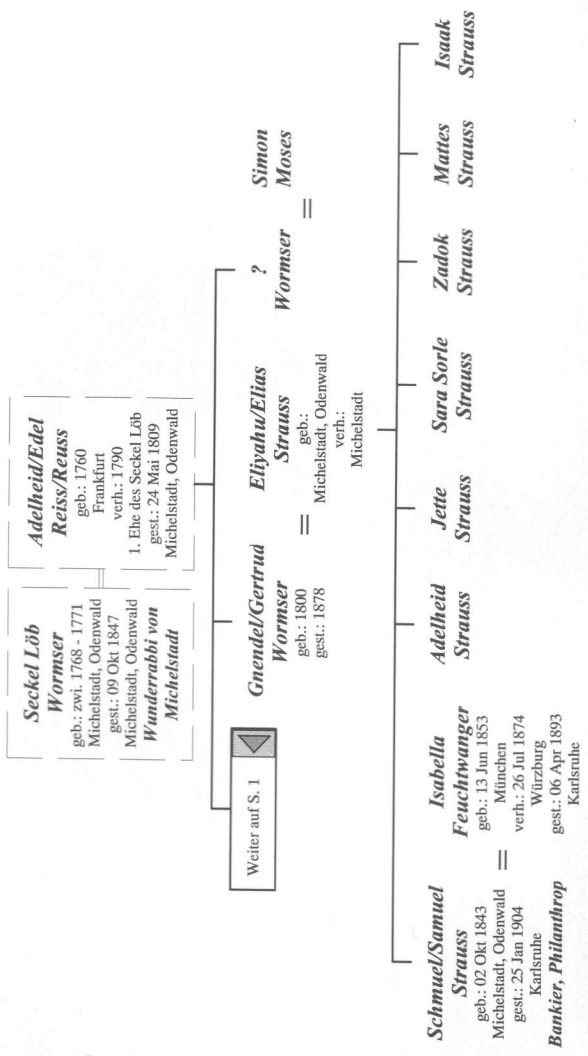 Seckel Löb
Wormser
geb.: zwi. 1768 - 1771
Michelstadt, Odenwald
gest.: 09 Okt 1847
Michelstadt, Odenwald
Wunderrabbi von
Michelstadt
Adelheid/Edel
Reiss/Reuss
geb.: 1760
Frankfurt
verh.: 1790
1. Ehe des Seckel Löb
gest.: 24 Mai 1809
Michelstadt, Odenwald
Weiter auf S. 1
Gnendel/Gertrud
Wormser
geb.: 1800
gest.: 1878
=
Eliyahu/Elias
Strauss
geb.:
Michelstadt, Odenwald
verh.:
Michelstadt
?
Wormser
=
Simon
Moses
Schmuel/Samuel
Strauss
geb.: 02 Okt 1843
Michelstadt, Odenwald
gest.: 25 Jan 1904
Karlsruhe
Bankier, Philanthrop
=
Isabella
Feuchtwanger
geb.: 13 Jun 1853
München
verh.: 26 Jul 1874
Würzburg
gest.: 06 Apr 1893
Karlsruhe
Adelheid
Strauss
Jette
Strauss
Sara Sorle
Strauss
Zadok
Strauss
Mattes
Strauss
Isaak
Strauss